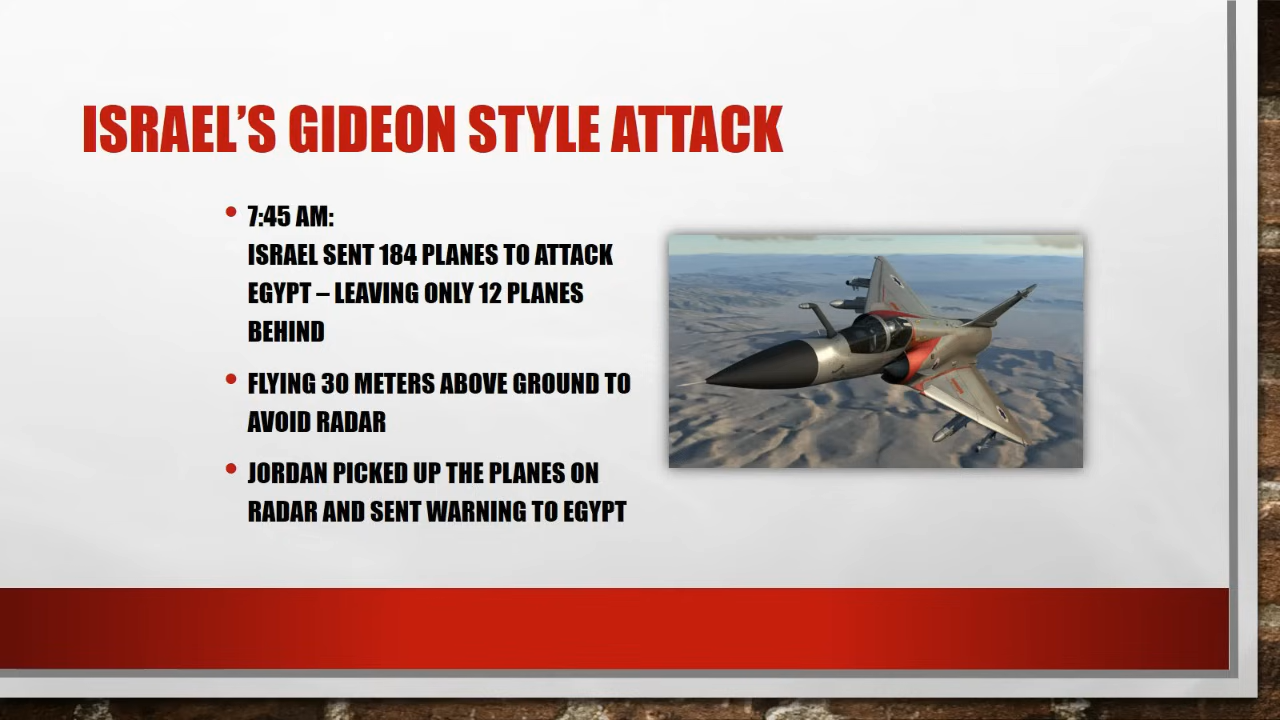 ISRAEL’S GIDEON STYLE ATTACK
• 7:45 AM:
ISRAEL SENT 184 PLANES TO ATTACK
EGYPT – LEAVING ONLY 12 PLANES
BEHIND
• FLYING 30 METERS ABOVE GROUND TO
AVOID RADAR
• JORDAN PICKED UP THE PLANES ON
RADAR AND SENT WARNING TO EGYPT